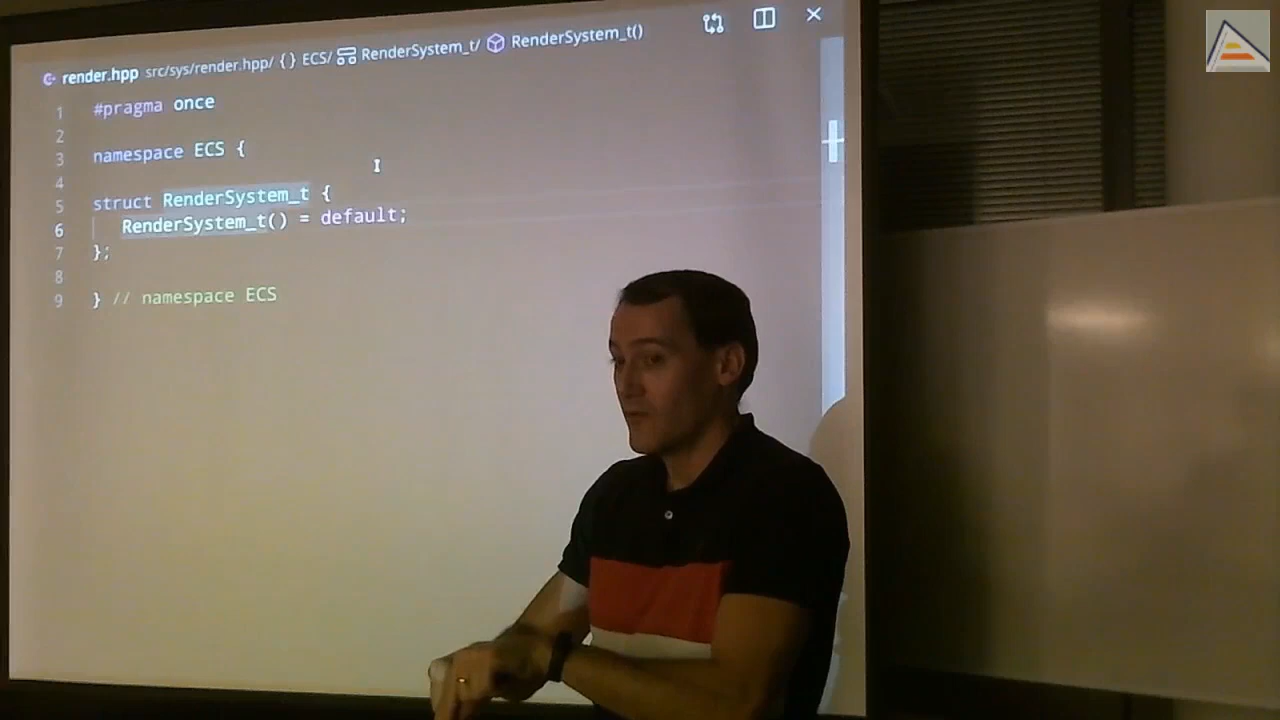 render.hpp src/sys/render.hpp/ {} ECS/ RenderSystem_t/ RenderSystem_t()
1 #pragma once
2
3 namespace ECS {
4
5 struct RenderSystem_t {
6 RenderSystem_t() = default;
7 };
8
9 } // namespace ECS